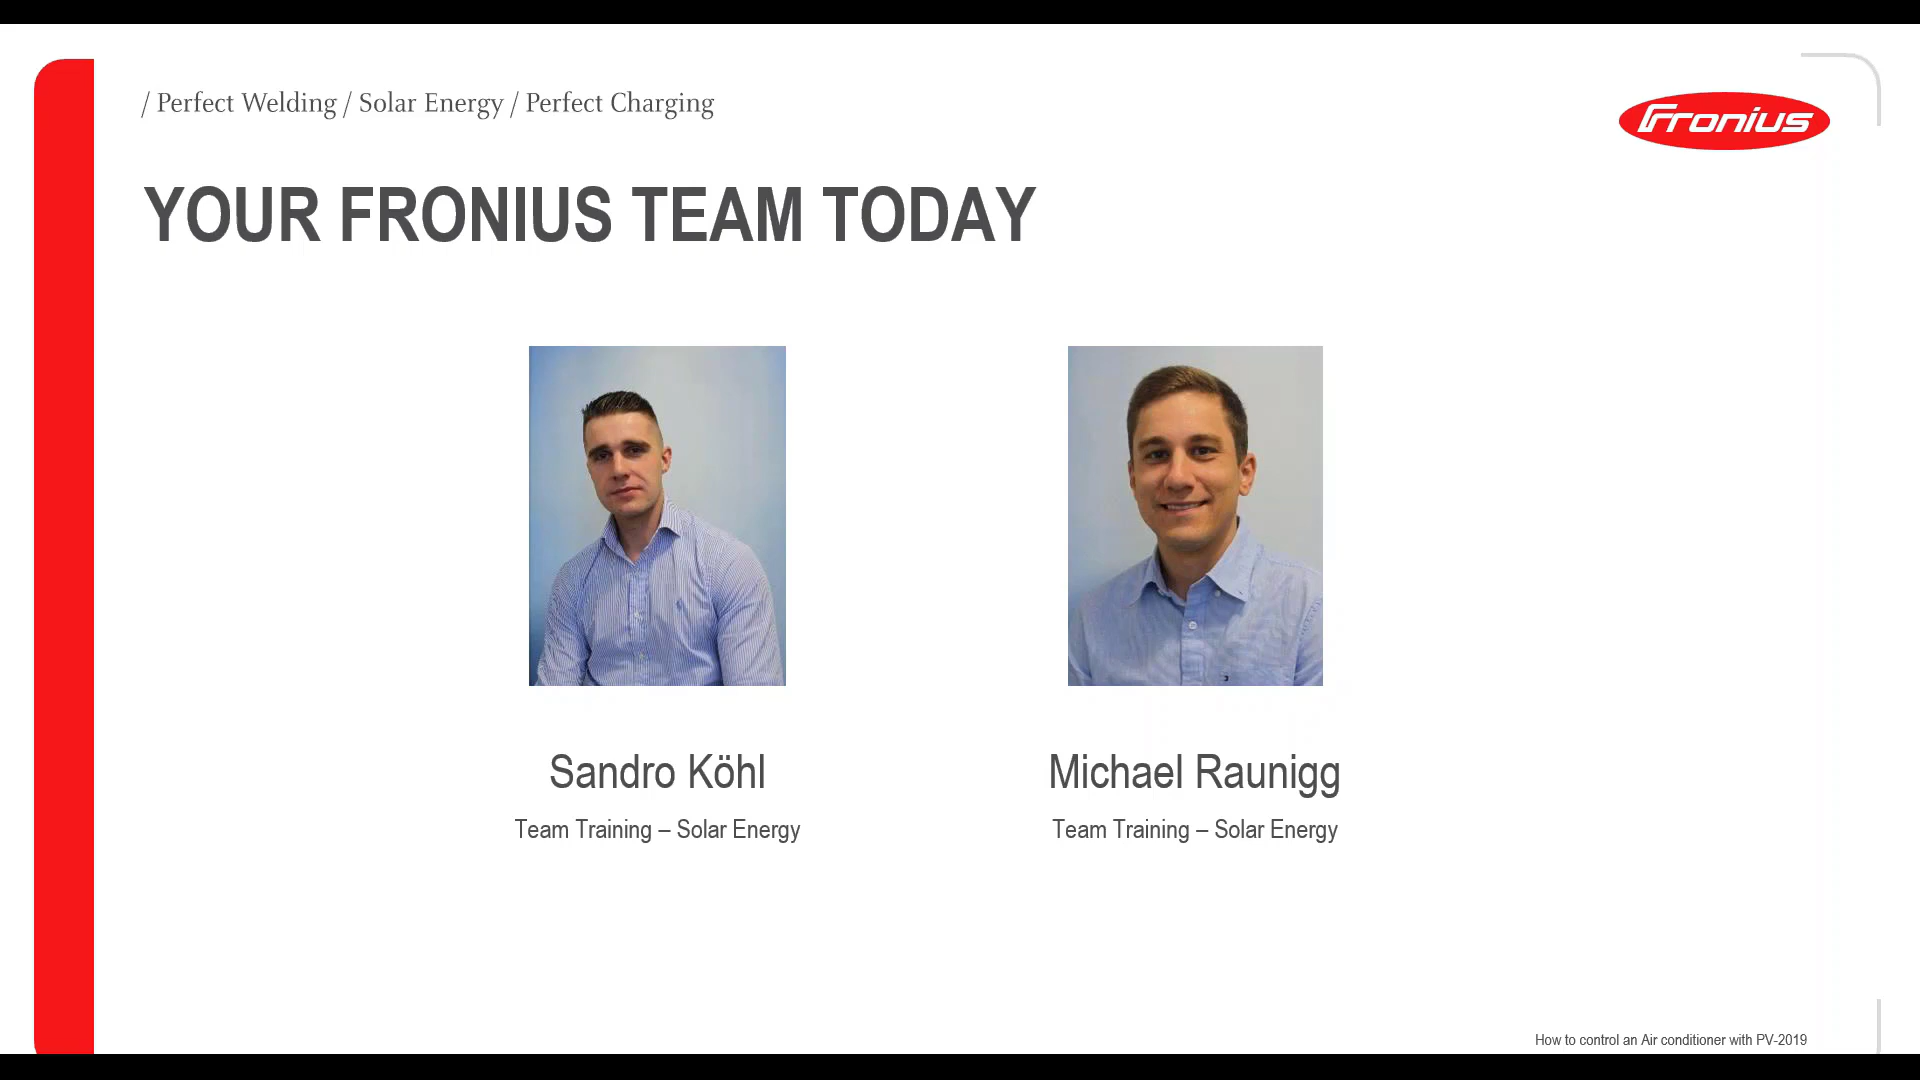 / Perfect Welding / Solar Energy / Perfect Charging
Fronius
YOUR FRONIUS TEAM TODAY
Sandro Köhl
Team Training – Solar Energy
Michael Raunigg
Team Training – Solar Energy
How to control an Air conditioner with PV-2019